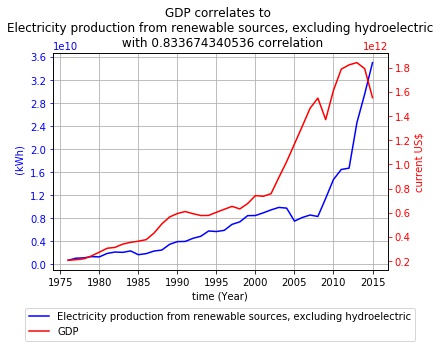 GDP correlates to
Electricity production from renewable sources, excluding hydroelectric
with 0.833674340536 correlation
1e10
1e12
3.6
3.2
2.8
2.4
2.0
1.6
1.2
0.8
0.4
0.0
(kWh)
1.8
1.6
1.4
1.2
1.0
0.8
0.6
0.4
0.2
current US$
1975 1980 1985 1990 1995 2000 2005 2010 2015
time (Year)
Electricity production from renewable sources, excluding hydroelectric
GDP